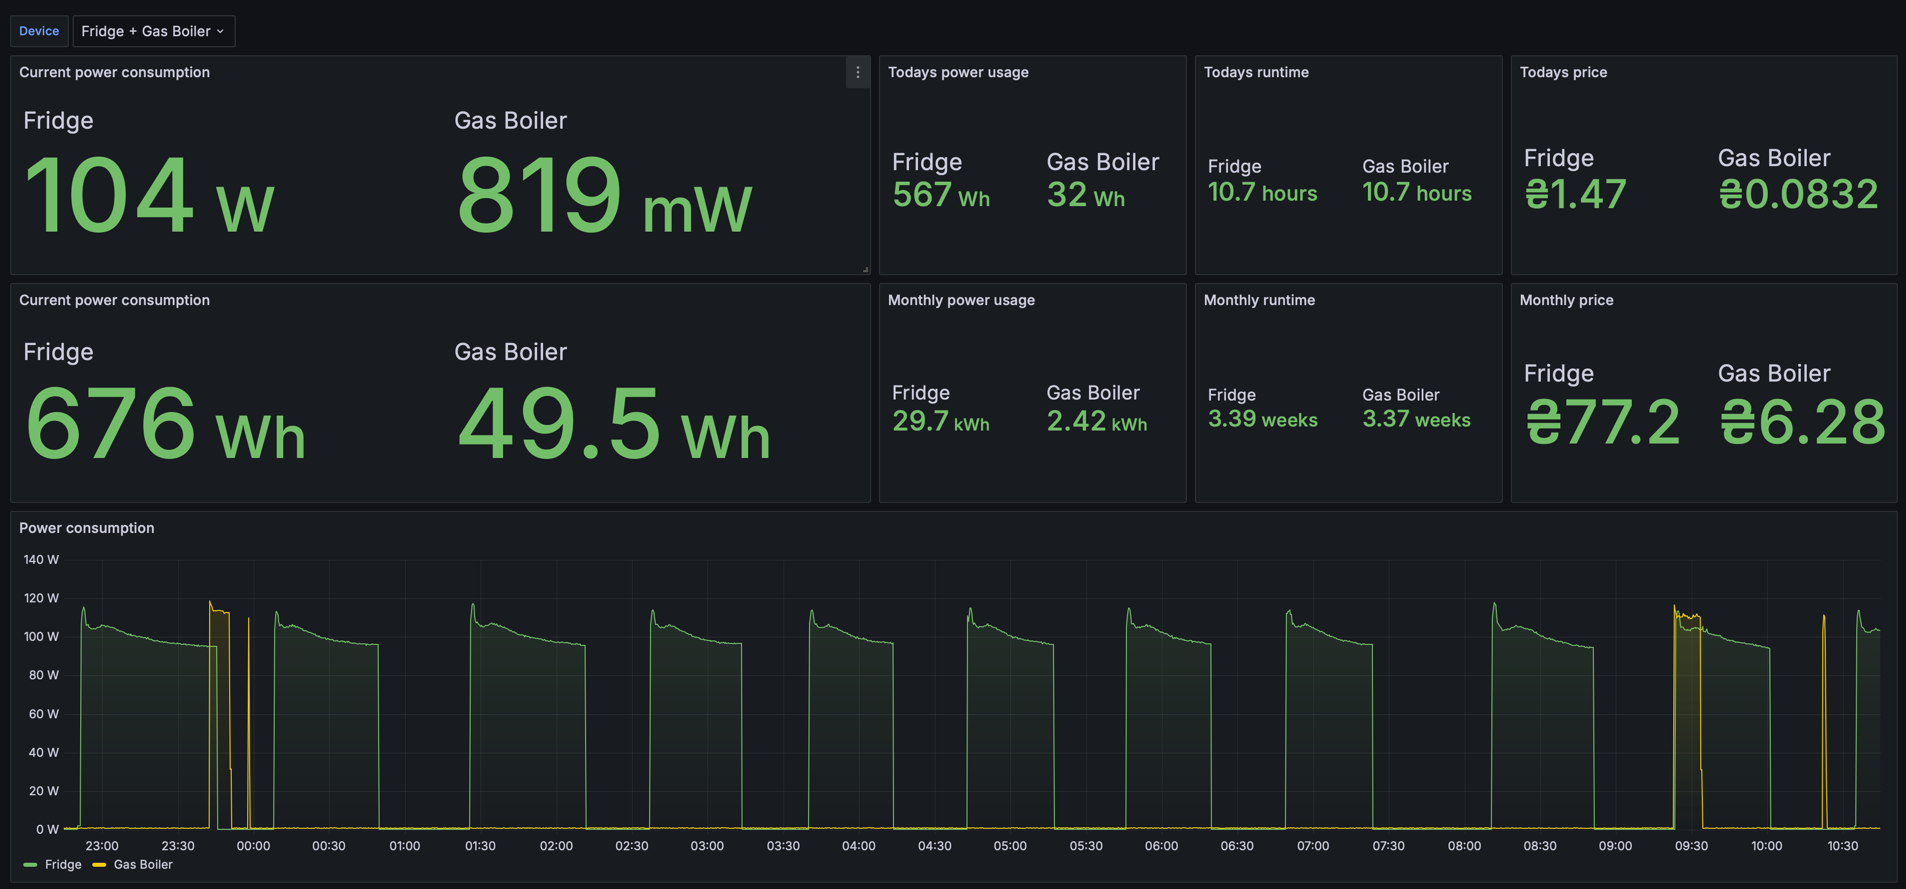 Device Fridge + Gas Boiler
Current power consumption
Fridge Gas Boiler
104 W 819 mW
Todays power usage
Fridge Gas Boiler
567 Wh 32 Wh
Todays runtime
Fridge Gas Boiler
10.7 hours 10.7 hours
Todays price
Fridge Gas Boiler
₴1.47 ₴0.0832
Current power consumption
Fridge Gas Boiler
676 Wh 49.5 Wh
Monthly power usage
Fridge Gas Boiler
29.7 kWh 2.42 kWh
Monthly runtime
Fridge Gas Boiler
3.39 weeks 3.37 weeks
Monthly price
Fridge Gas Boiler
₴77.2 ₴6.28
Power consumption
140 W
120 W
100 W
80 W
60 W
40 W
20 W
0 W
23:00 23:30 00:00 00:30 01:00 01:30 02:00 02:30 03:00 03:30 04:00 04:30 05:00 05:30 06:00 06:30 07:00 07:30 08:00 08:30 09:00 09:30 10:00 10:30
Fridge Gas Boiler